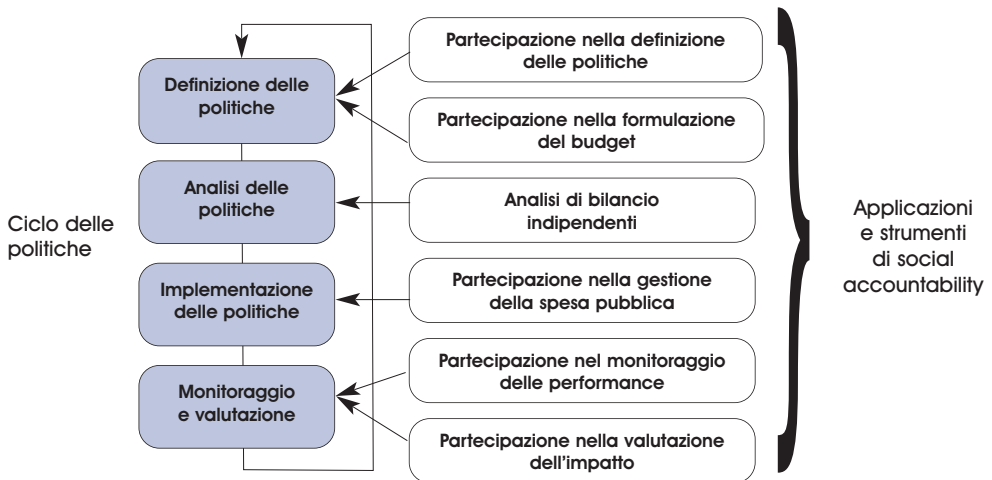 Ciclo delle
politiche
Definizione delle
politiche
Analisi delle
politiche
Implementazione
delle politiche
Monitoraggio
e valutazione
Partecipazione nella definizione
delle politiche
Partecipazione nella formulazione
del budget
Analisi di bilancio
indipendenti
Partecipazione nella gestione
della spesa pubblica
Partecipazione nel monitoraggio
delle performance
Partecipazione nella valutazione
dell'impatto
Applicazioni
e strumenti
di social
accountability